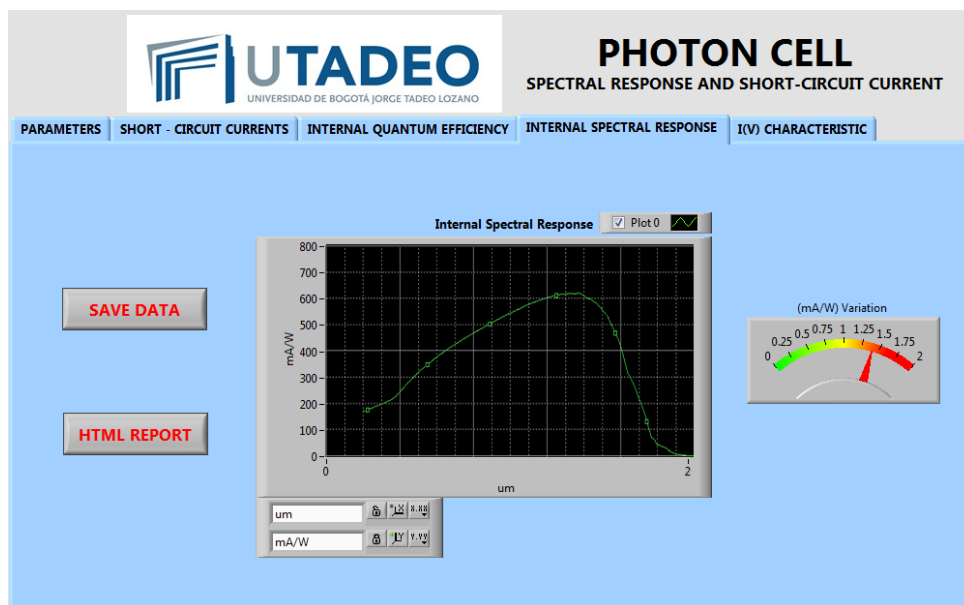 UTADEO
UNIVERSIDAD DE BOGOTÁ JORGE TADEO LOZANO
PHOTON CELL
SPECTRAL RESPONSE AND SHORT-CIRCUIT CURRENT
PARAMETERS
SHORT - CIRCUIT CURRENTS
INTERNAL QUANTUM EFFICIENCY
INTERNAL SPECTRAL RESPONSE
I(V) CHARACTERISTIC
Internal Spectral Response
Plot 0
SAVE DATA
HTML REPORT
mA/W
800
700
600
500
400
300
200
100
0
0
2
um
um
X.XX
mA/W
Y.YY
(mA/W) Variation
0
0.25
0.5
0.75
1
1.25
1.5
1.75
2